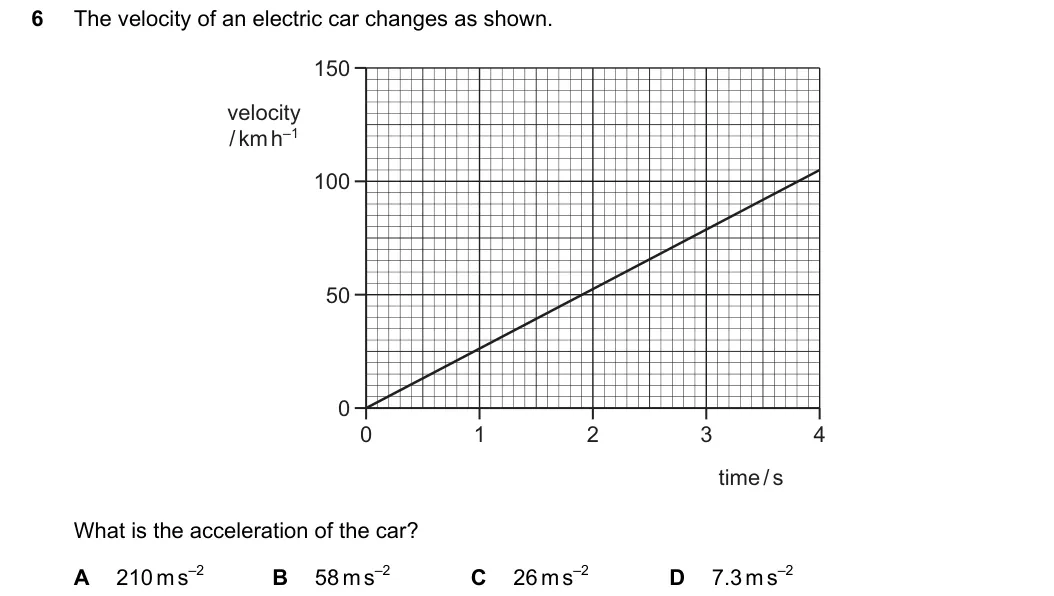 6 The velocity of an electric car changes as shown.
150
velocity
/ km h⁻¹
100
50
0
0 1 2 3 4
time / s
What is the acceleration of the car?
A 210 m s⁻² B 58 m s⁻² C 26 m s⁻² D 7.3 m s⁻²